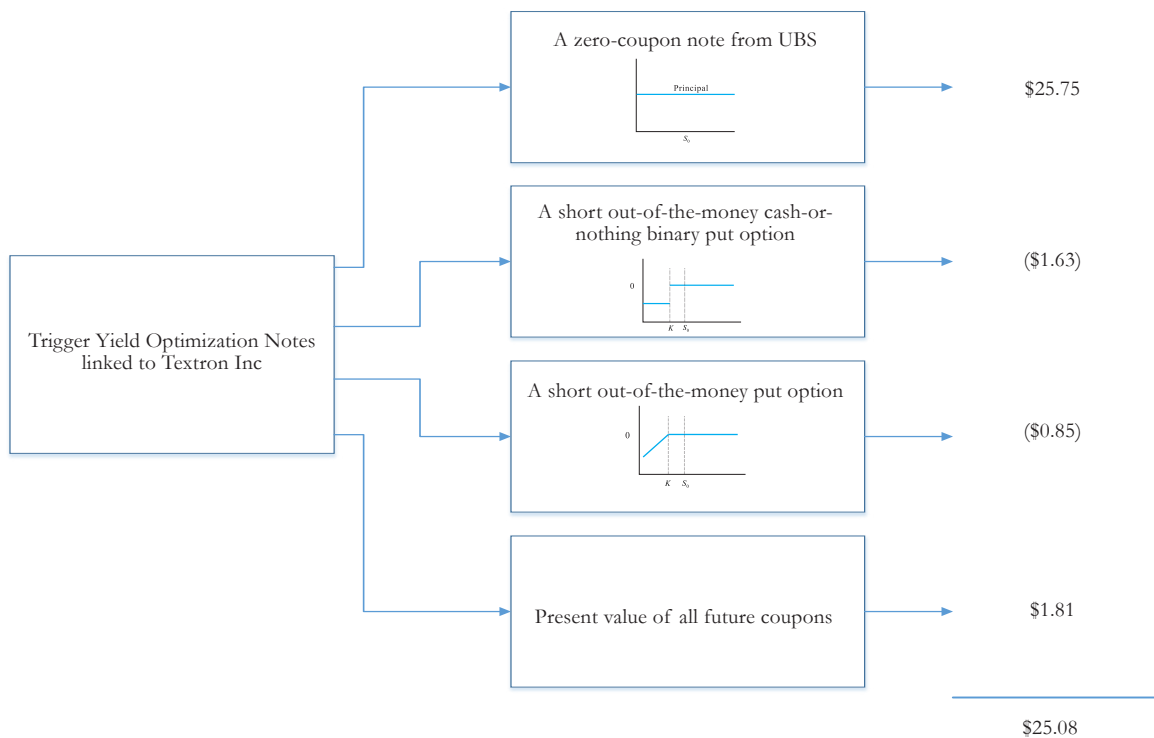 A zero-coupon note from UBS
Principal
S₀
$25.75
A short out-of-the-money cash-or-
nothing binary put option
0
K S₀
($1.63)
Trigger Yield Optimization Notes
linked to Textron Inc
A short out-of-the-money put option
0
K S₀
($0.85)
Present value of all future coupons
$1.81
$25.08